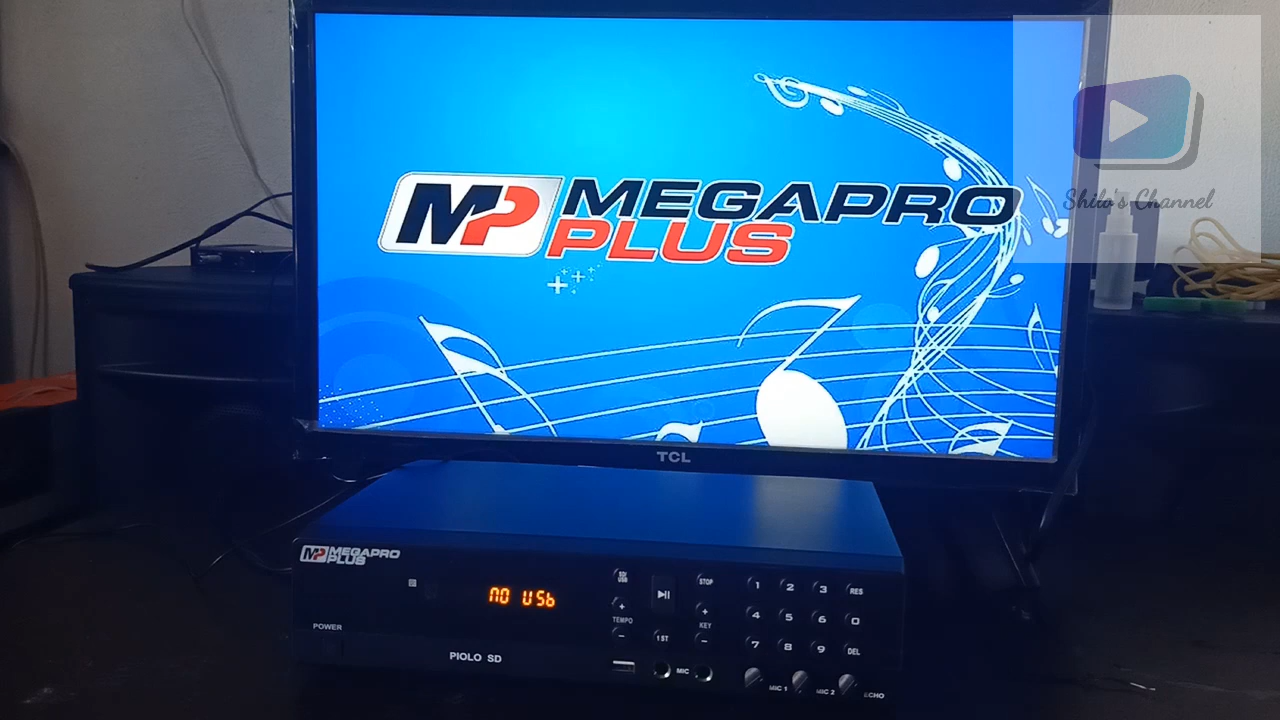 MP MEGAPRO
PLUS
Shilo's Channel
TCL
MP MEGAPRO
PLUS
NO USb
POWER
PIOLO SD
SD/
USB
STOP
+
TEMPO
-
+
KEY
-
1ST
1 2 3 RES
4 5 6 0
7 8 9 DEL
MIC
MIC 1 MIC 2 ECHO